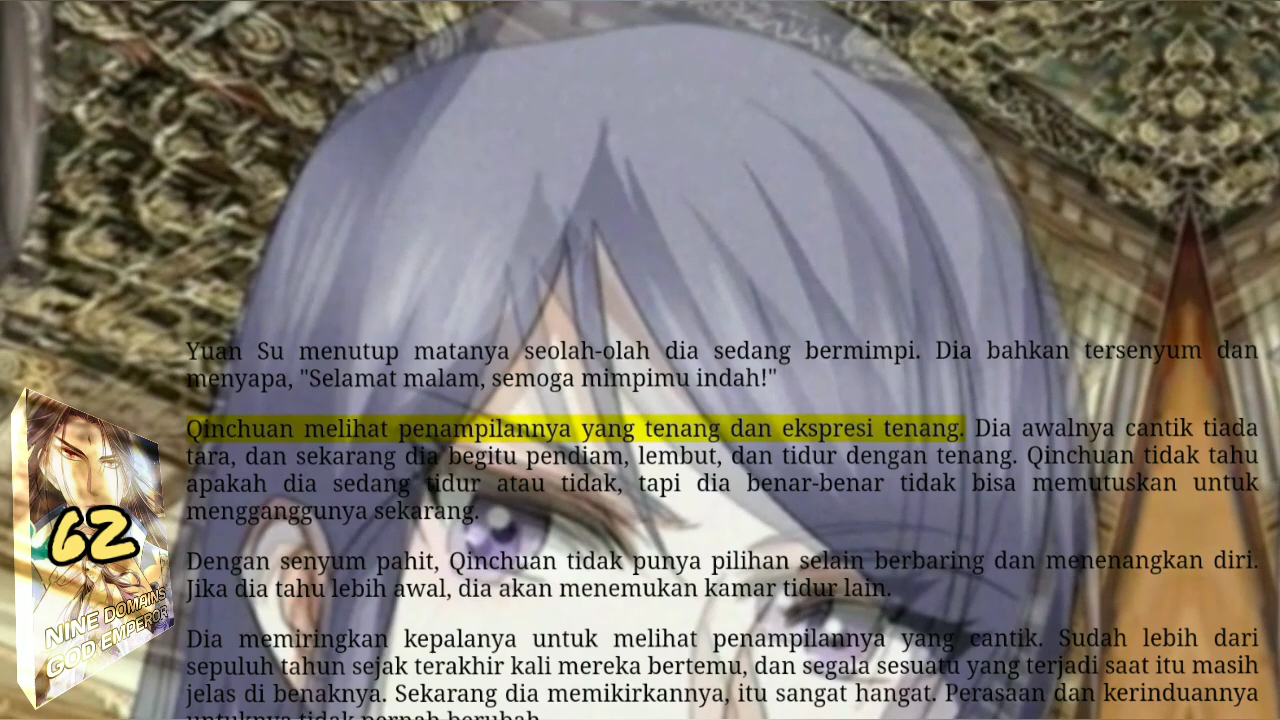 Yuan Su menutup matanya seolah-olah dia sedang bermimpi. Dia bahkan tersenyum dan
menyapa, "Selamat malam, semoga mimpimu indah!"
Qinchuan melihat penampilannya yang tenang dan ekspresi tenang. Dia awalnya cantik tiada
tara, dan sekarang dia begitu pendiam, lembut, dan tidur dengan tenang. Qinchuan tidak tahu
apakah dia sedang tidur atau tidak, tapi dia benar-benar tidak bisa memutuskan untuk
mengganggunya sekarang.
Dengan senyum pahit, Qinchuan tidak punya pilihan selain berbaring dan menenangkan diri.
Jika dia tahu lebih awal, dia akan menemukan kamar tidur lain.
Dia memiringkan kepalanya untuk melihat penampilannya yang cantik. Sudah lebih dari
sepuluh tahun sejak terakhir kali mereka bertemu, dan segala sesuatu yang terjadi saat itu masih
jelas di benaknya. Sekarang dia memikirkannya, itu sangat hangat. Perasaan dan kerinduannya
untuknya tidak pernah berubah.
62
NINE DOMAINS
GOD EMPEROR